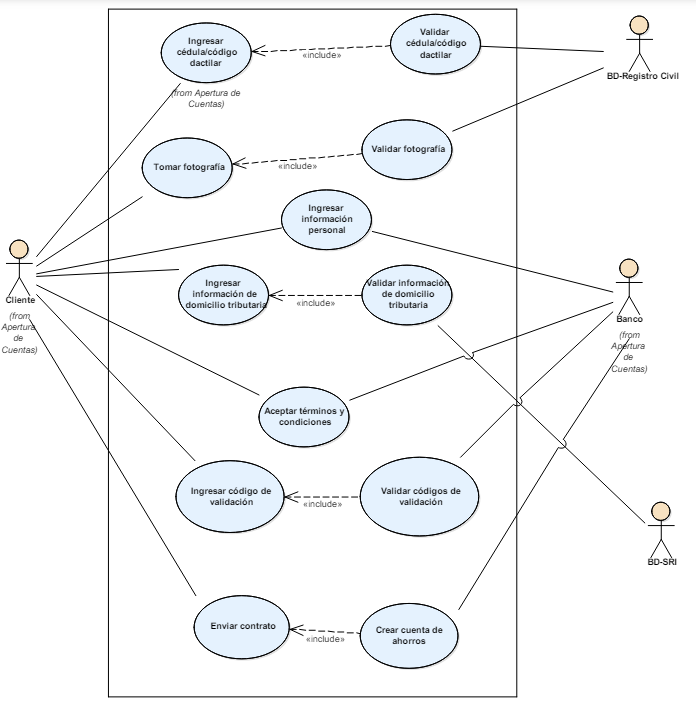 Ingresar
cédula/código
dactilar
(from Apertura de
Cuentas)
«include»
Validar
cédula/código
dactilar
BD-Registro Civil
Tomar fotografía
«include»
Validar fotografía
Ingresar
información
personal
Cliente
(from
Apertura
de
Cuentas)
Ingresar
información de
domicilio tributaria
«include»
Validar información
de domicilio
tributaria
Banco
(from
Apertura
de
Cuentas)
Aceptar términos y
condiciones
Ingresar código de
validación
«include»
Validar códigos de
validación
BD-SRI
Enviar contrato
«include»
Crear cuenta de
ahorros